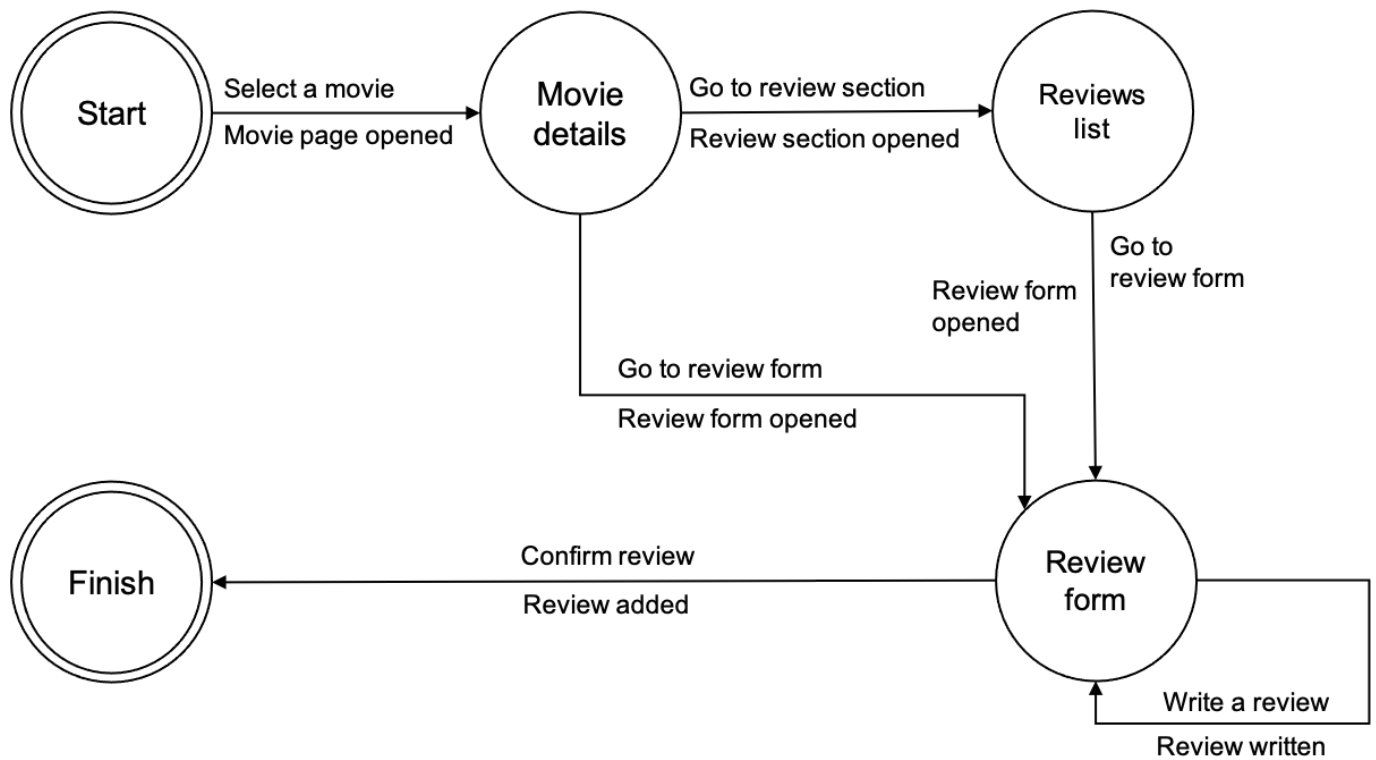 Start
Select a movie
Movie page opened
Movie
details
Go to review section
Review section opened
Reviews
list
Go to
review form
Review form
opened
Go to review form
Review form opened
Finish
Confirm review
Review added
Review
form
Write a review
Review written